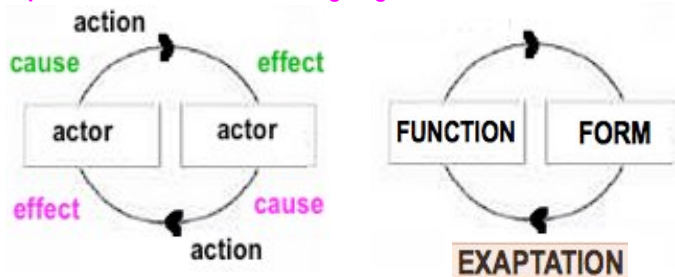 action
cause effect
actor actor
effect cause
action
FUNCTION FORM
EXAPTATION